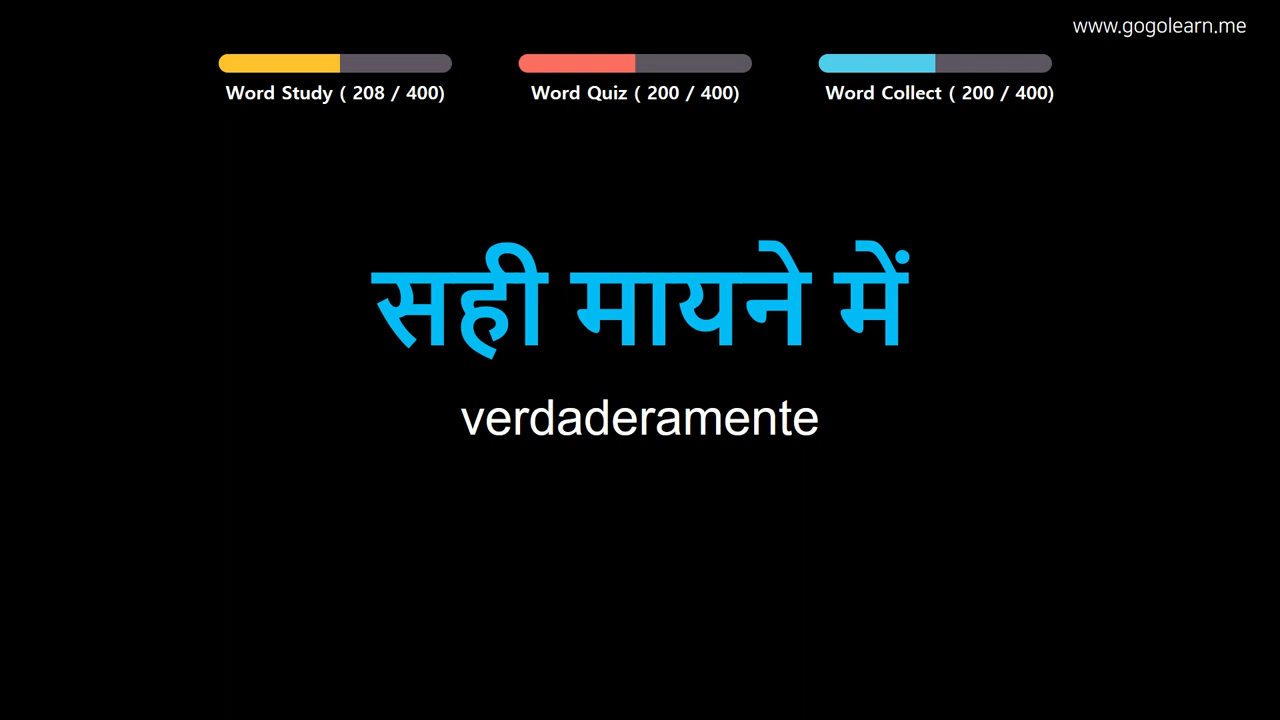 www.gogolearn.me
Word Study ( 208 / 400) Word Quiz ( 200 / 400) Word Collect ( 200 / 400)
सही मायने में
verdaderamente